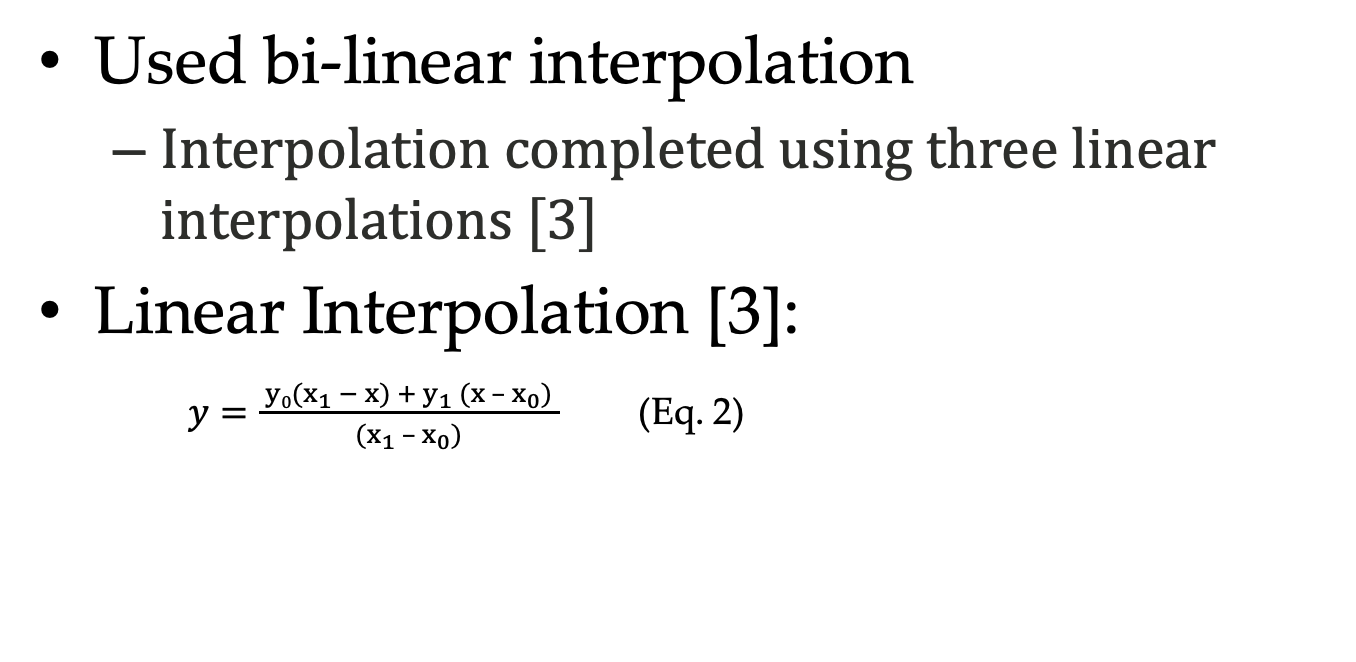 • Used bi-linear interpolation
– Interpolation completed using three linear
interpolations [3]
• Linear Interpolation [3]:
y = y₀(x₁ − x) + y₁ (x – x₀) / (x₁ – x₀) (Eq. 2)